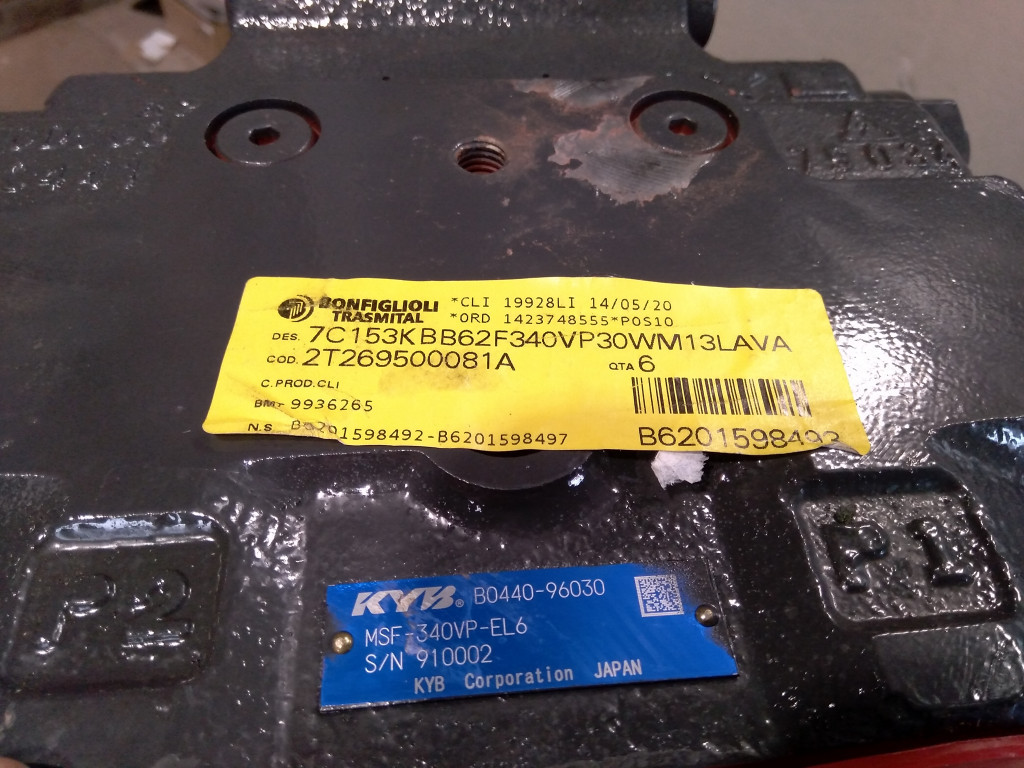 BONFIGLIOLI
TRASMITAL
*CLI 19928LI 14/05/20
*ORD 1423748555*POS10
DES. 7C153KBB62F340VP30WM13LAVA
COD. 2T269500081A QTA 6
C.PROD.CLI
BMT 9936265
N.S. B6201598492-B6201598497
B6201598493
P2
P1
KYB® B0440-96030
MSF-340VP-EL6
S/N 910002
KYB Corporation JAPAN